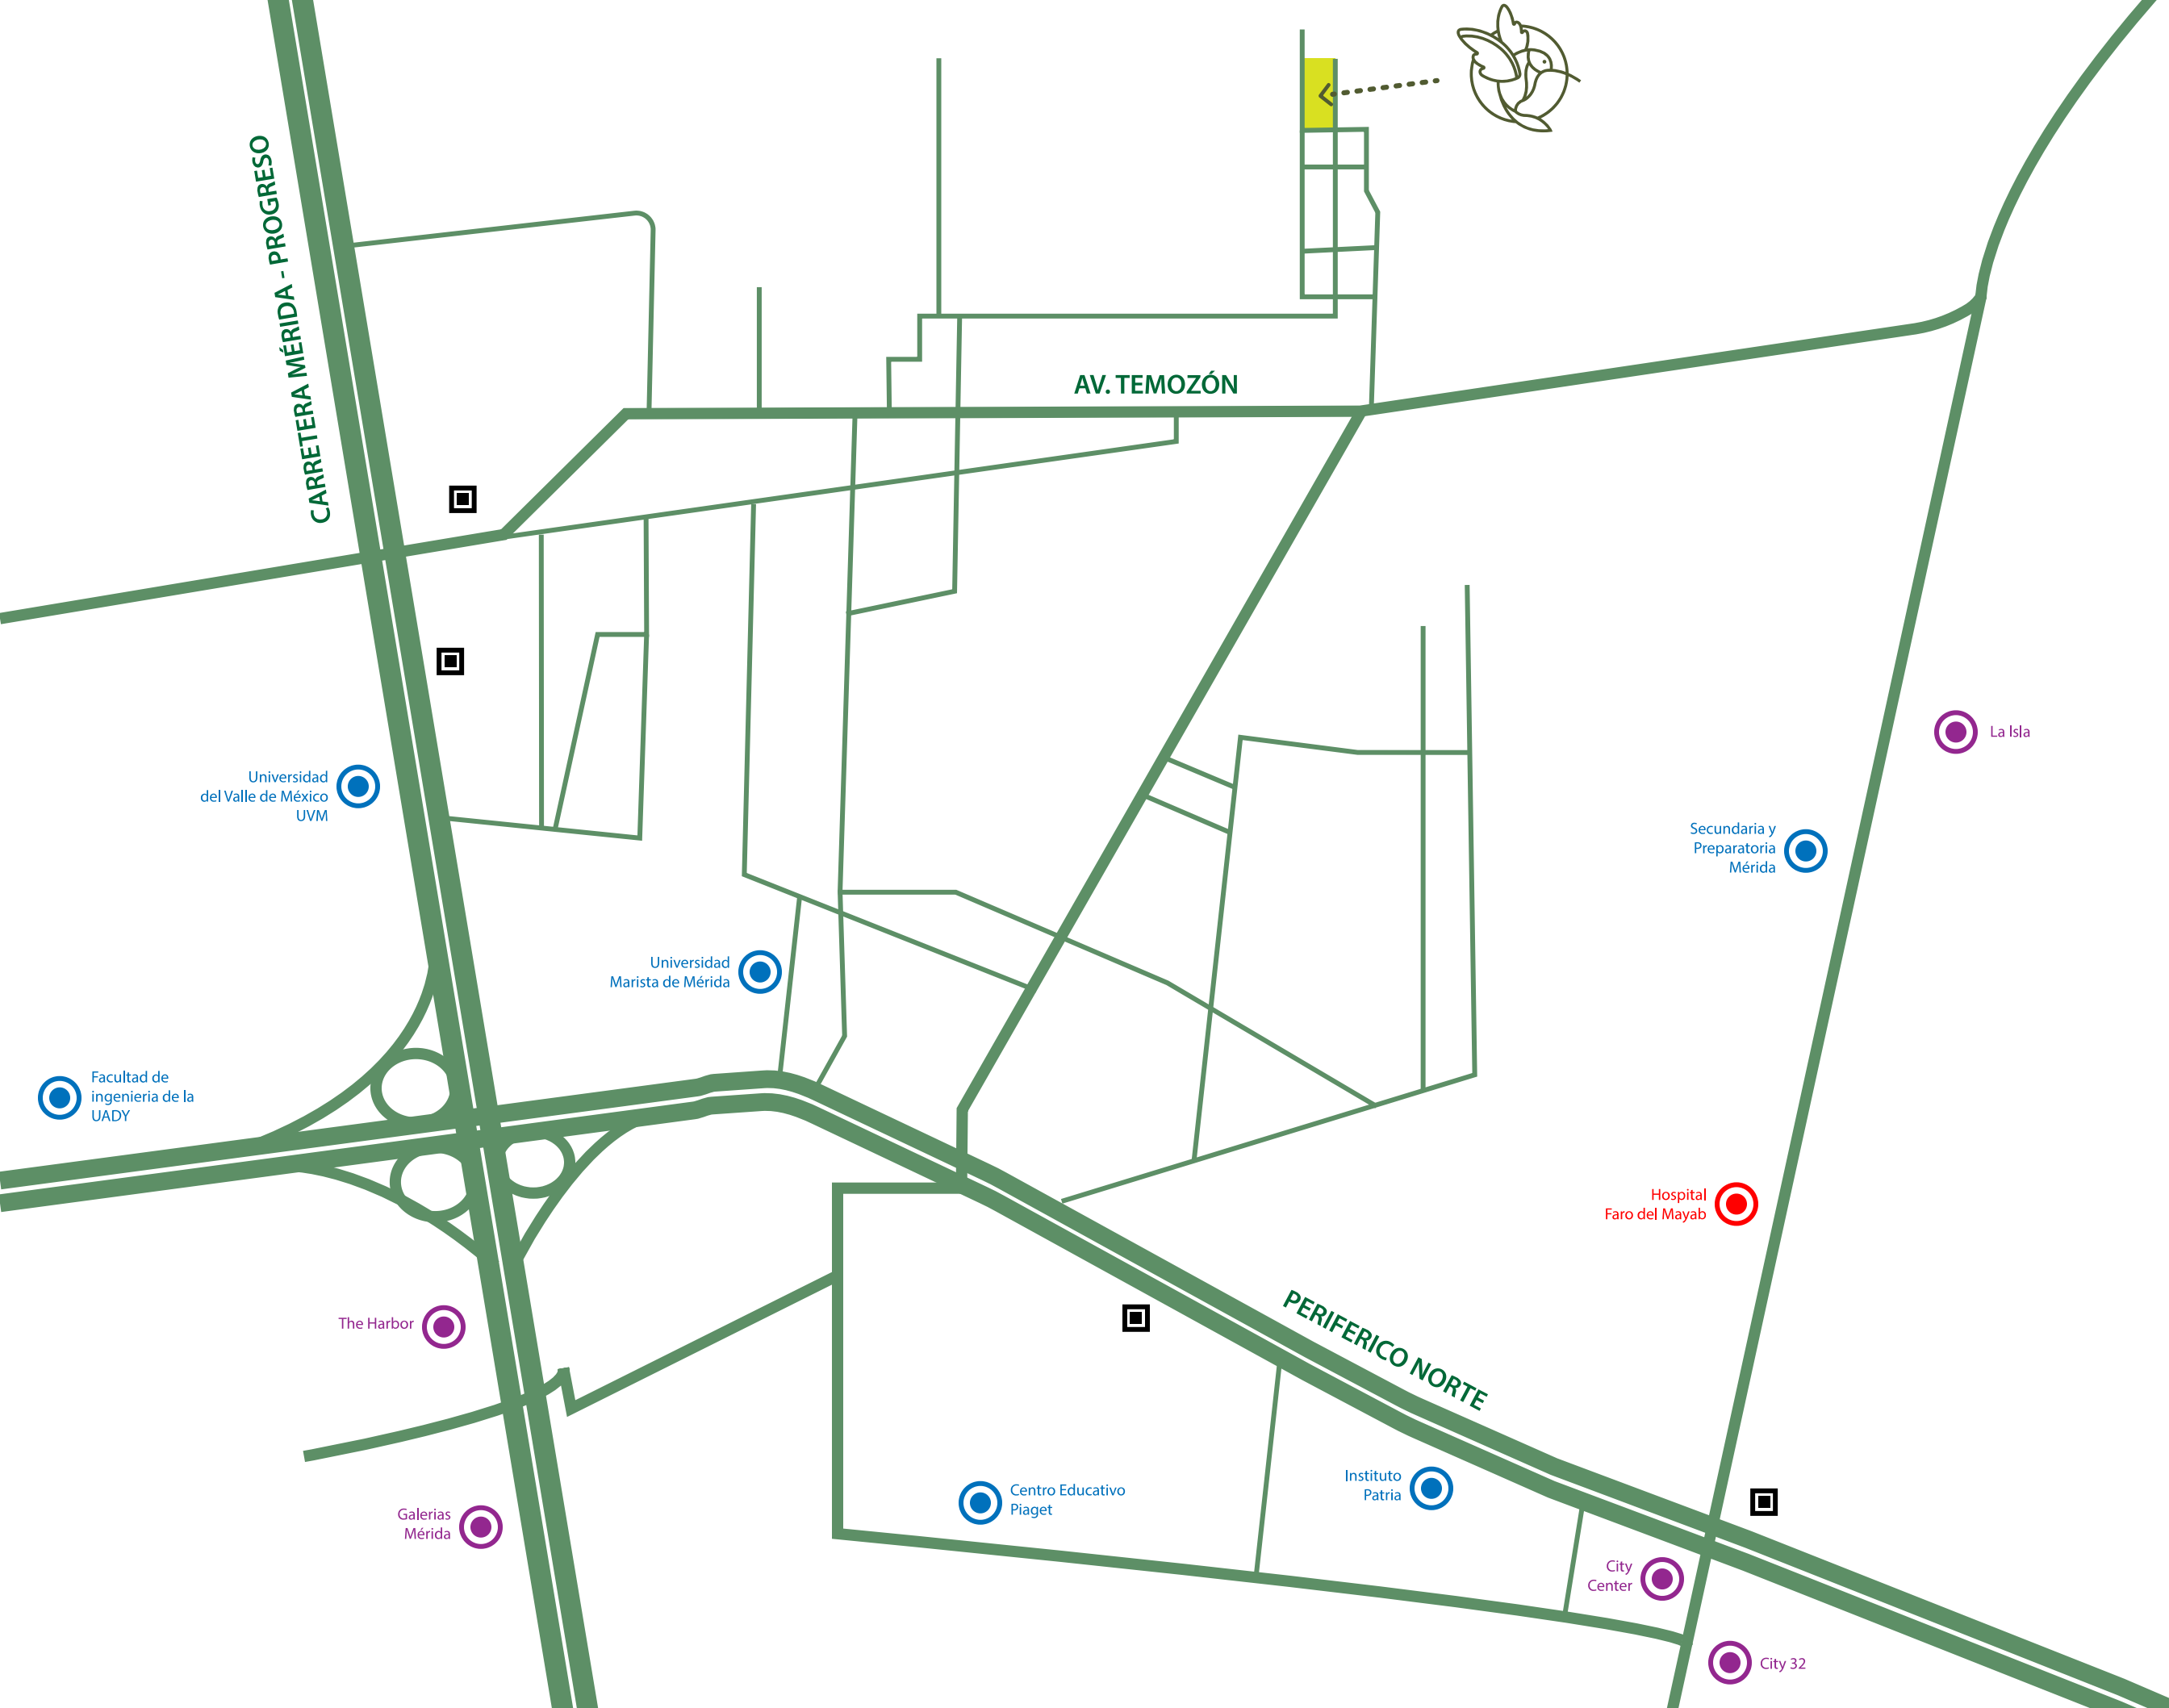 CARRETERA MÉRIDA - PROGRESO
AV. TEMOZÓN
La Isla
Universidad
del Valle de México
UVM
Secundaria y
Preparatoria
Mérida
Universidad
Marista de Mérida
Facultad de
ingenieria de la
UADY
Hospital
Faro del Mayab
The Harbor
PERIFERICO NORTE
Galerias
Mérida
Centro Educativo
Piaget
Instituto
Patria
City
Center
City 32